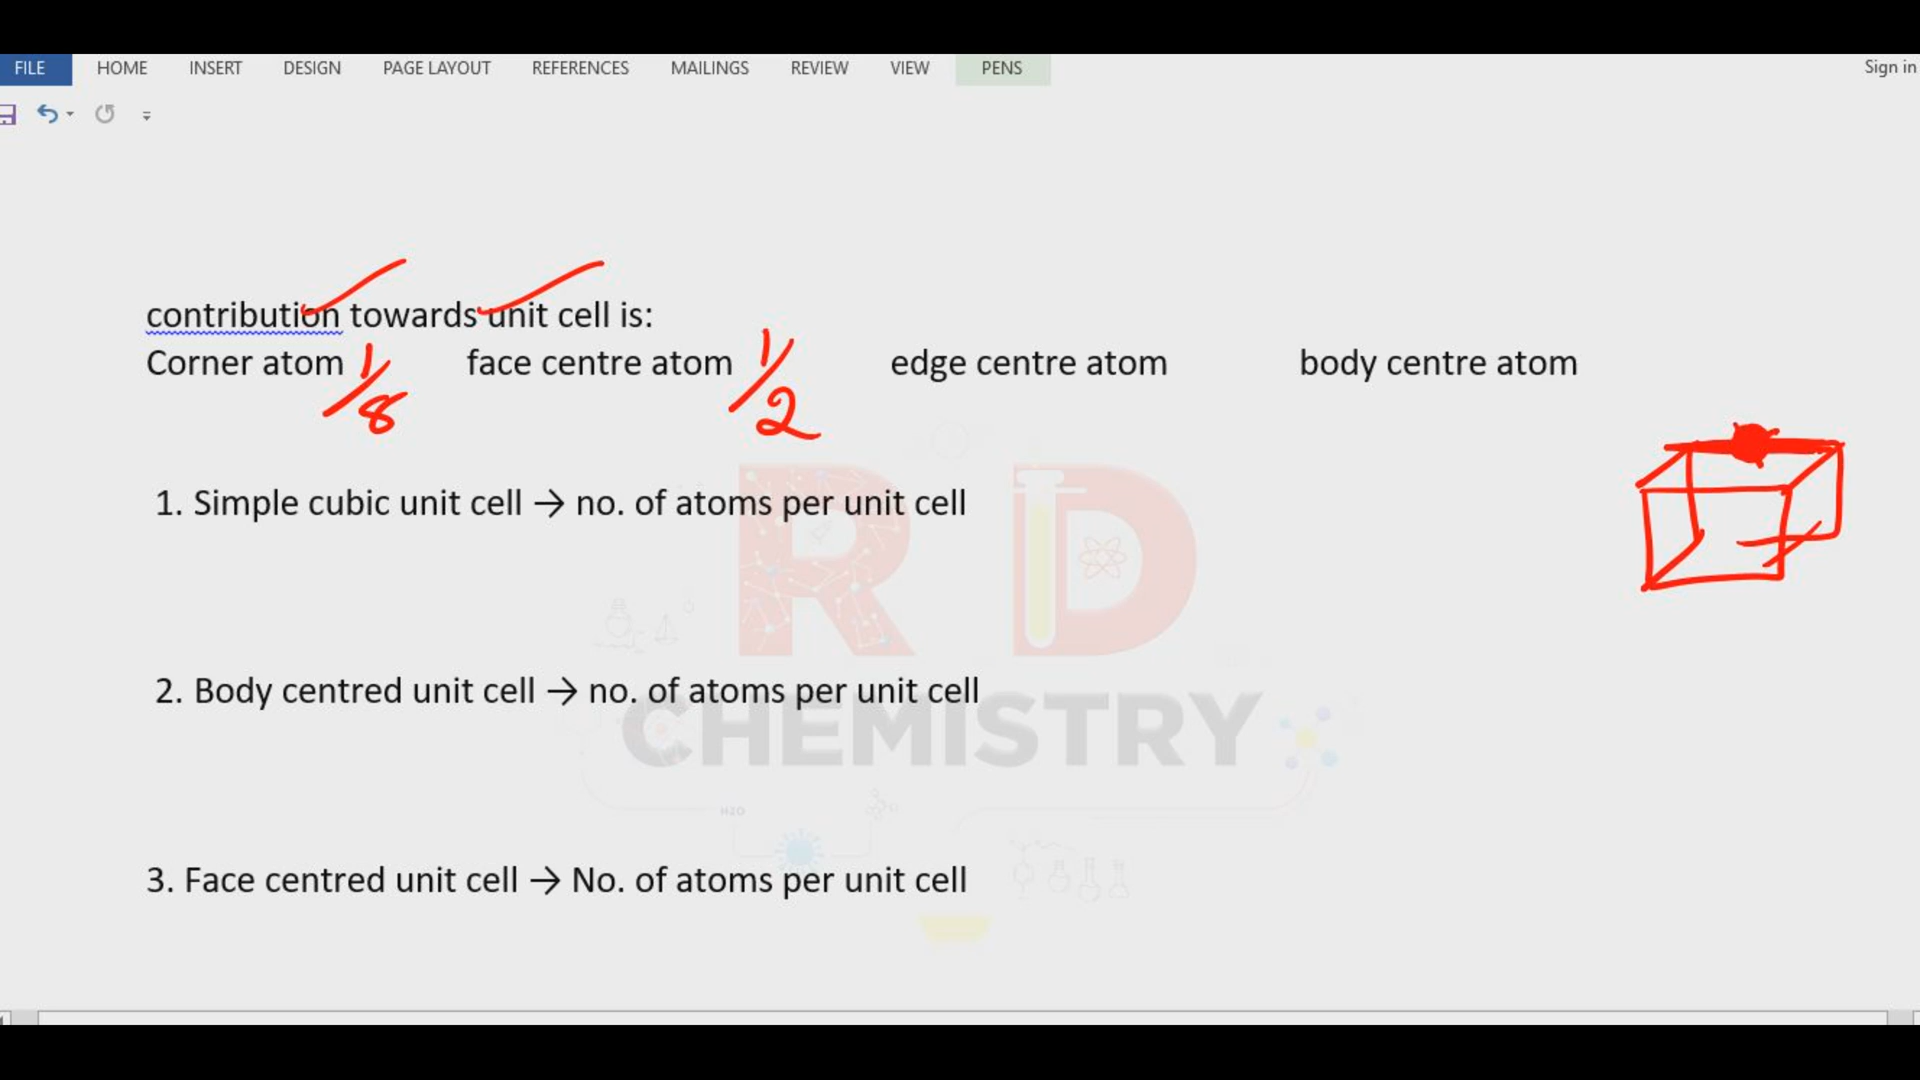 FILE HOME INSERT DESIGN PAGE LAYOUT REFERENCES MAILINGS REVIEW VIEW PENS Sign in
contribution towards unit cell is:
Corner atom 1/8 face centre atom 1/2 edge centre atom body centre atom
1. Simple cubic unit cell → no. of atoms per unit cell
2. Body centred unit cell → no. of atoms per unit cell
3. Face centred unit cell → No. of atoms per unit cell
R D
CHEMISTRY
H2O